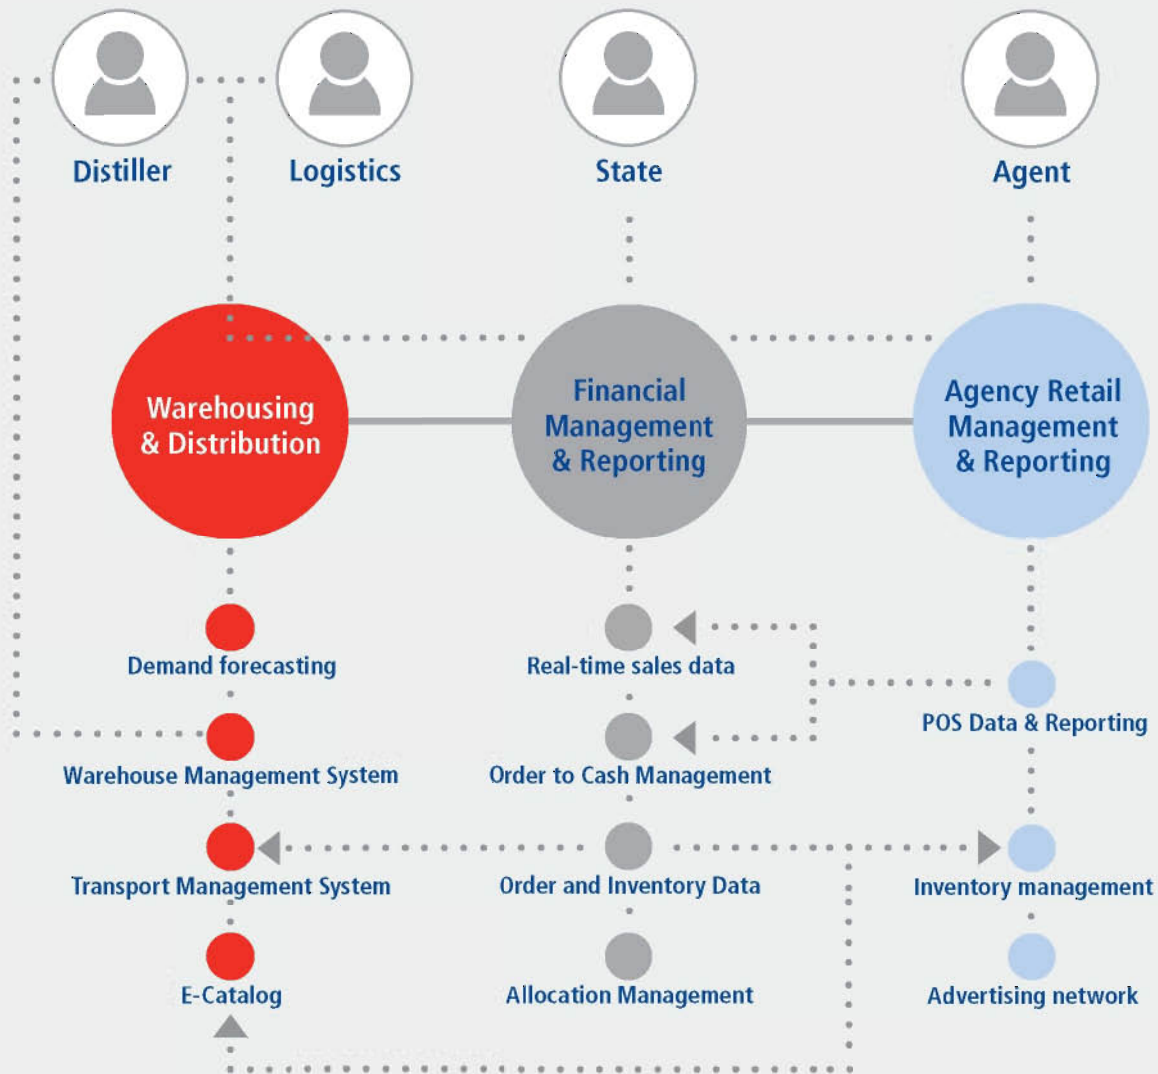 Distiller
Logistics
State
Agent
Warehousing
& Distribution
Financial
Management
& Reporting
Agency Retail
Management
& Reporting
Demand forecasting
Real-time sales data
POS Data & Reporting
Warehouse Management System
Order to Cash Management
Transport Management System
Order and Inventory Data
Inventory management
E-Catalog
Allocation Management
Advertising network